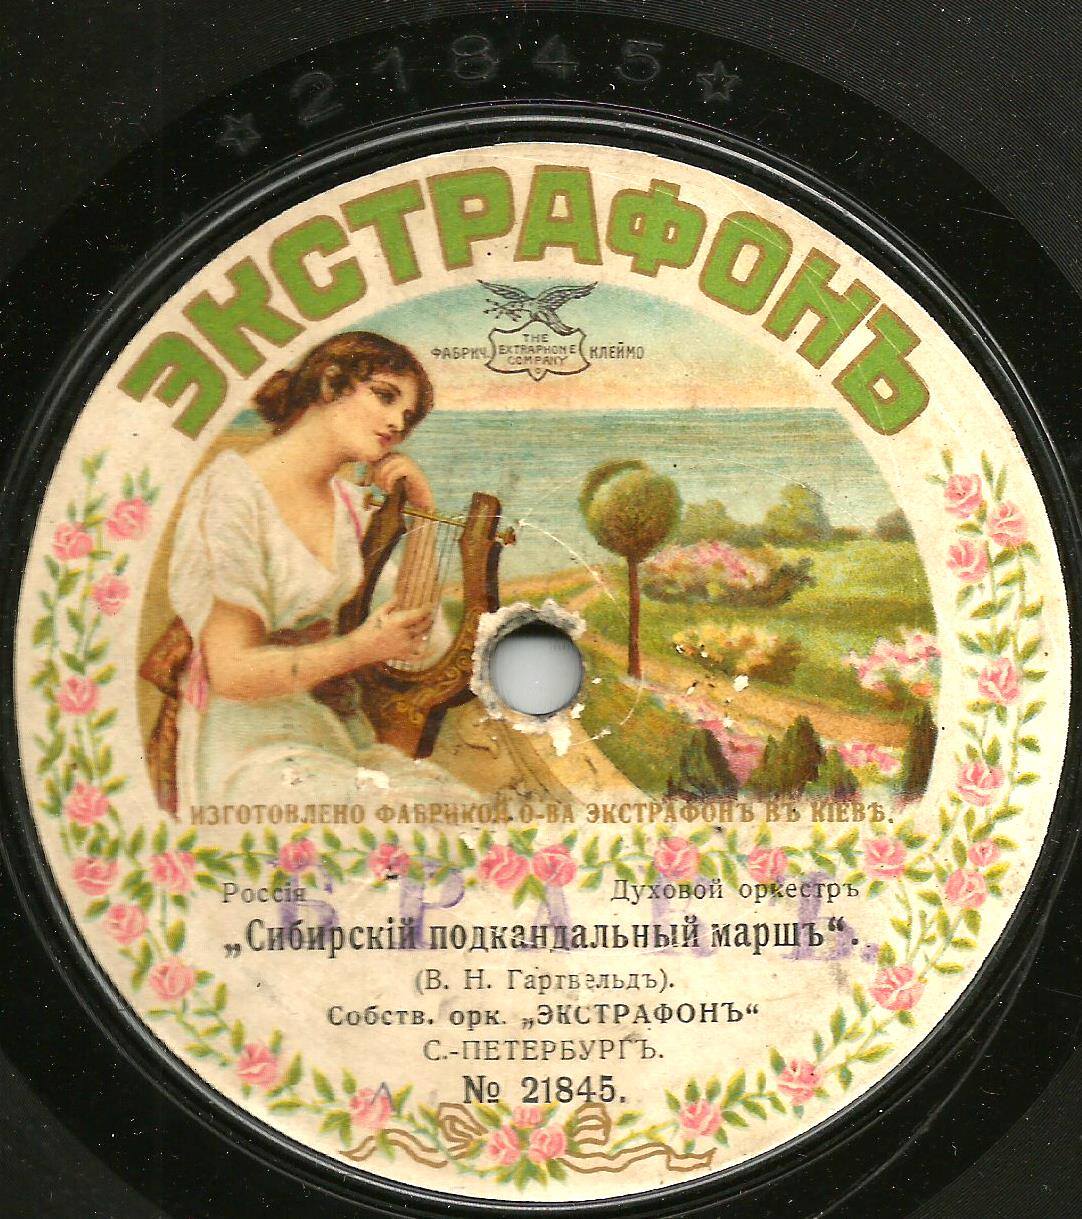 ☆ 21845 ☆
ЭКСТРАФОНЪ
THE
ФАБРИЧ. EXTRAPHONE КЛЕЙМО
COMPANY
ИЗГОТОВЛЕНО ФАБРИКОЙ О-ВА ЭКСТРАФОНЪ ВЪ КІЕВѢ.
БРАКЪ.
Россія Духовой оркестръ
„Сибирскій подкандальный маршъ“.
(В. Н. Гартвельдъ).
Собств. орк. „ЭКСТРАФОНЪ“
С.-ПЕТЕРБУРГЪ.
А № 21845.